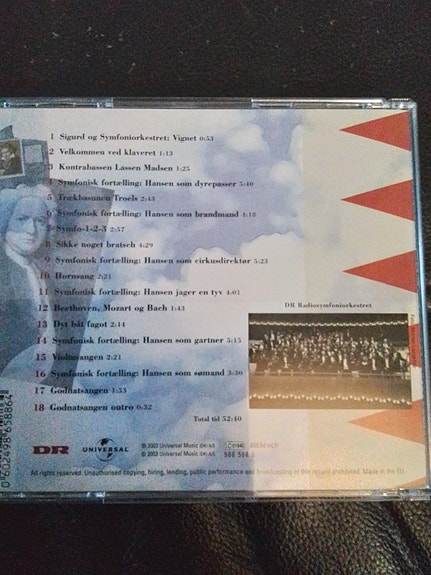 1 Sigurd og Symfoniorkestret: Vignet 0:53
2 Velkommen ved klaveret 1:13
3 Kontrabassen Lassen Madsen 1:25
4 Symfonisk fortælling: Hansen som dyrepasser 5:40
5 Trækbasunen Troels 2:43
6 Symfonisk fortælling: Hansen som brandmand 4:18
7 Symfo-1-2-3 2:57
8 Sikke noget bratsch 4:29
9 Symfonisk fortælling: Hansen som cirkusdirektør 5:23
10 Hornsang 2:21
11 Symfonisk fortælling: Hansen jager en tyv 4:01
12 Beethoven, Mozart og Bach 1:43
13 Dyt båt fagot 2:14
14 Symfonisk fortælling: Hansen som gartner 5:15
15 Violinsangen 2:21
16 Symfonisk fortælling: Hansen som sømand 3:30
17 Godnatsangen 1:33
18 Godnatsangen outro 0:32
Total tid 52:40
DR Radiosymfoniorkestret
DR
UNIVERSAL
℗ 2003 Universal Music (DK) A/S
© 2003 Universal Music (DK) A/S
All rights reserved. Unauthorised copying, hiring, lending, public performance and broadcasting of this record prohibited. Made in the EU
0 602498 658864